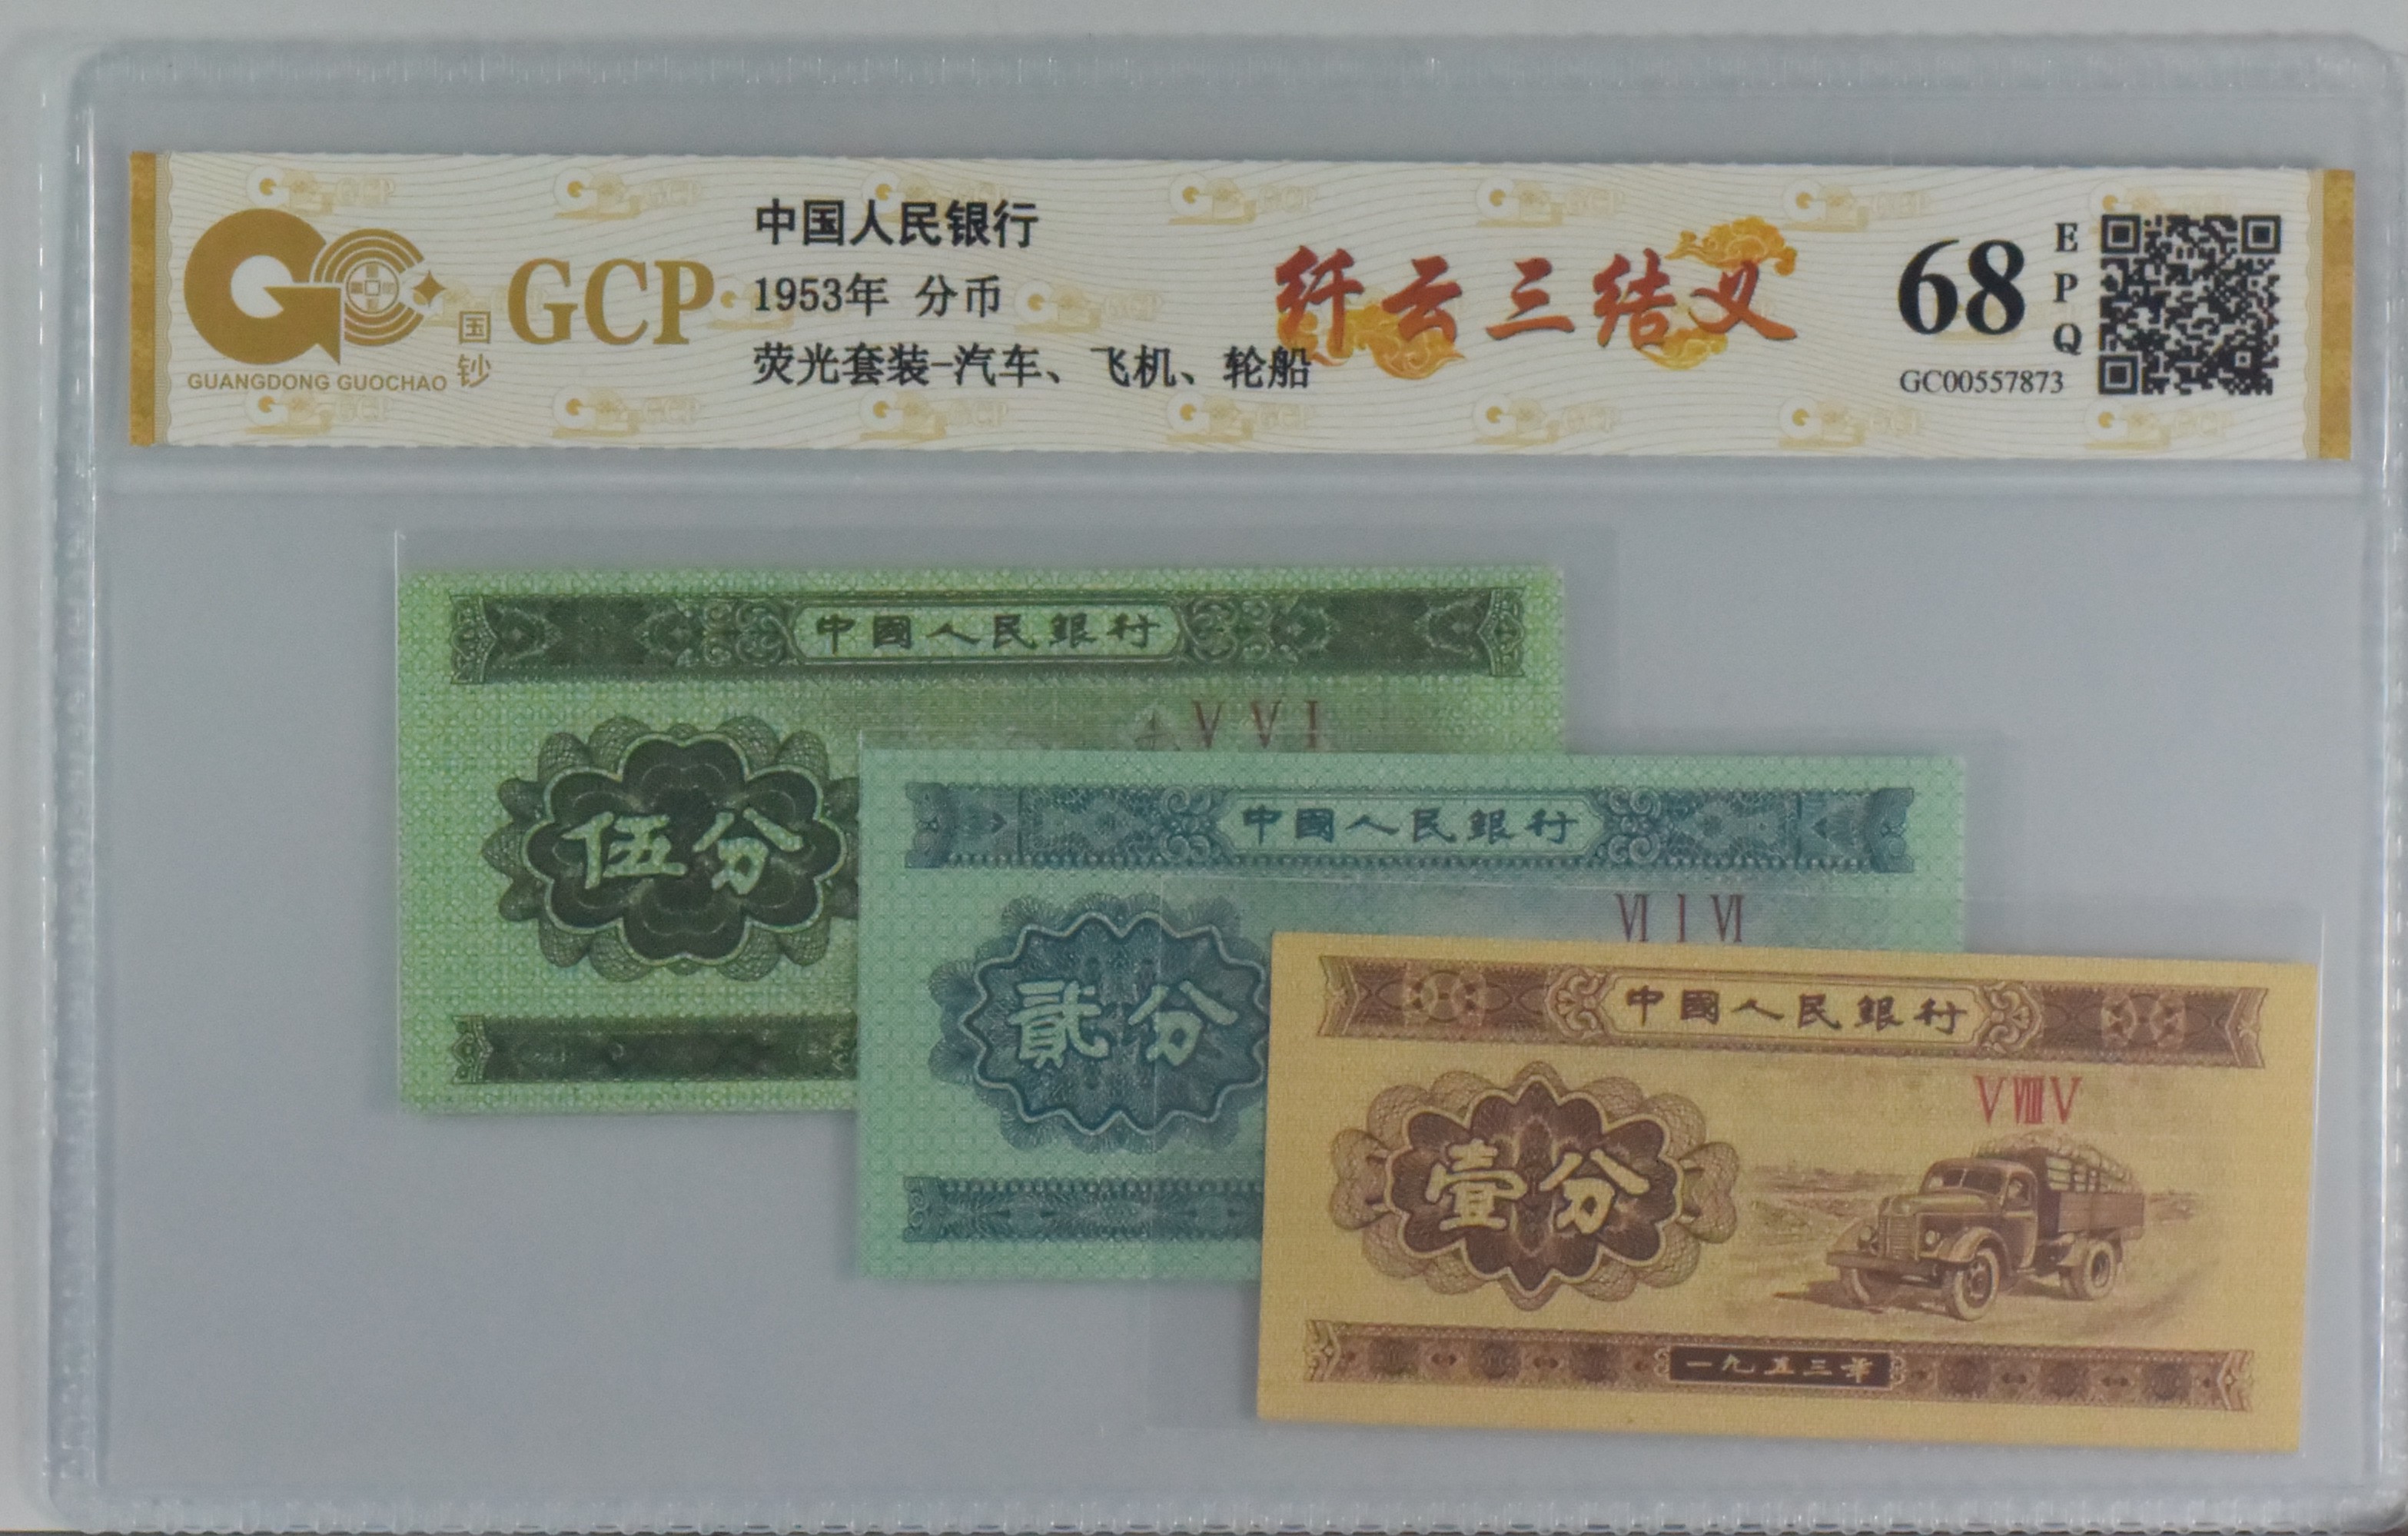 GUANGDONG GUOCHAO
国钞
GCP
中国人民银行
1953年 分币
荧光套装-汽车、飞机、轮船
纤云三结义
68
EPQ
GC00557873
中國人民銀行
V V I
伍分
中國人民銀行
VI I VI
貳分
中國人民銀行
V VIII V
壹分
一九五三年